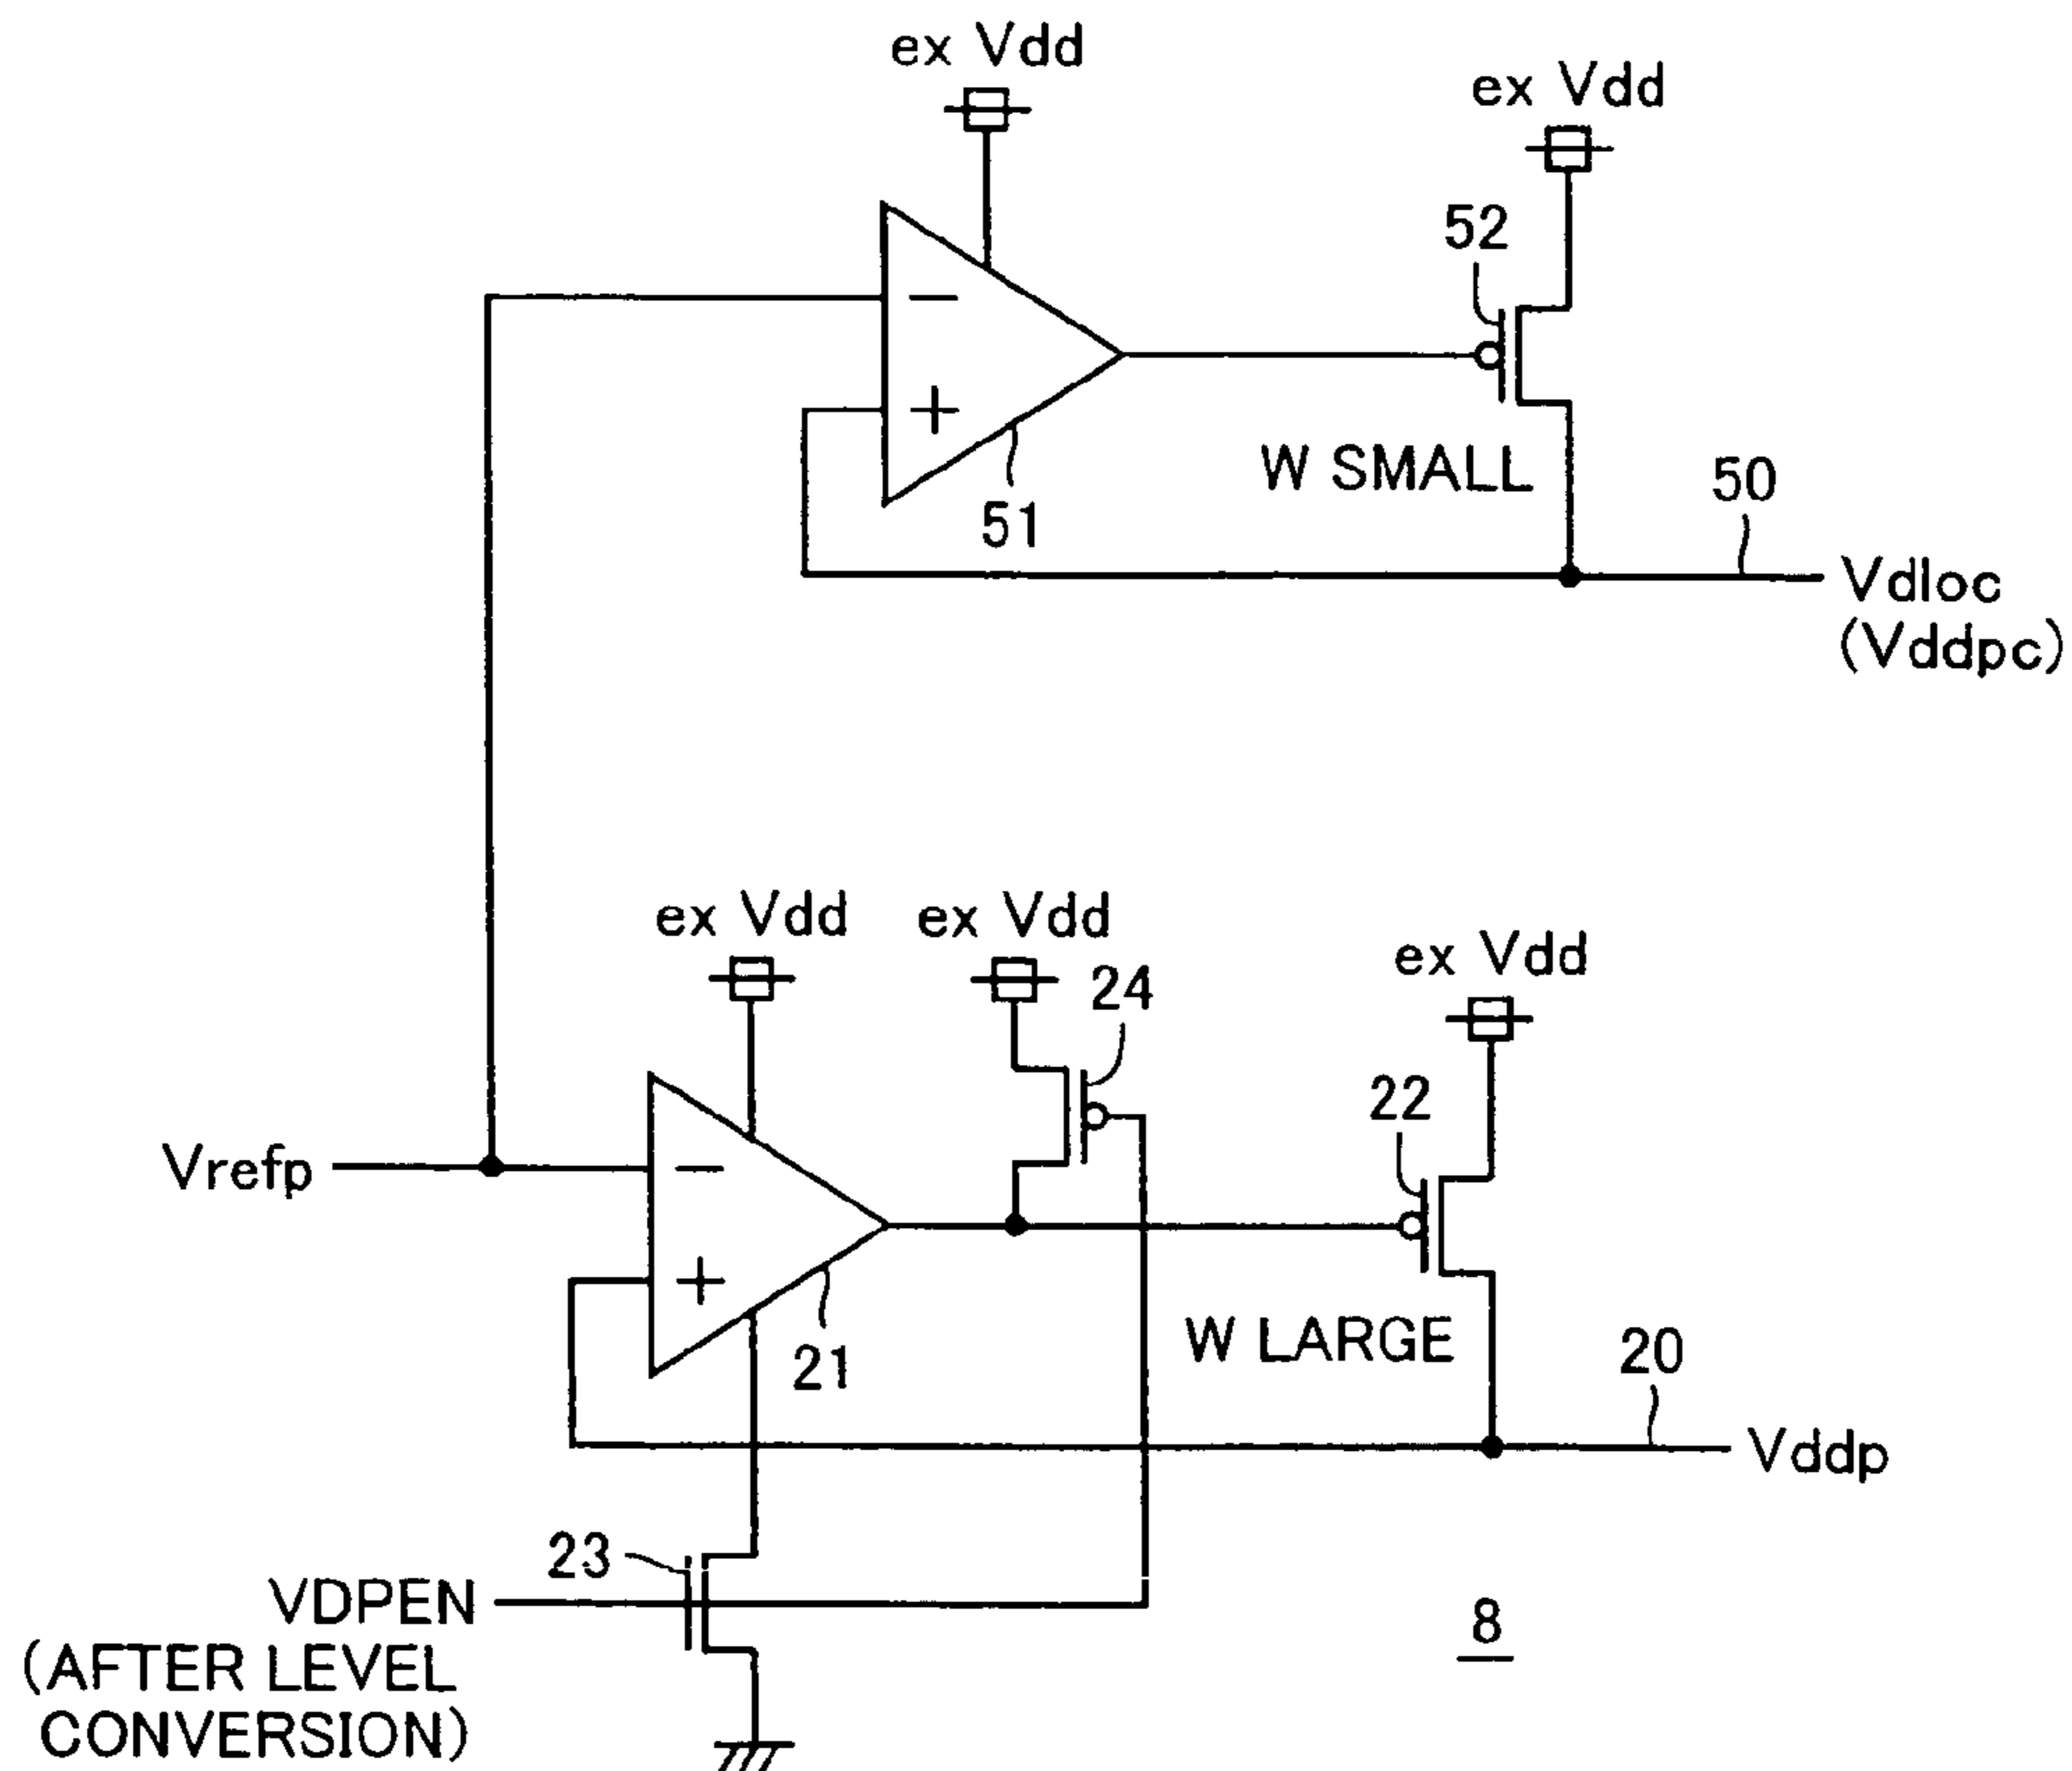 ex Vdd
ex Vdd
52
W SMALL
50
51
Vdloc
(Vddpc)
ex Vdd
ex Vdd
ex Vdd
24
22
Vrefp
W LARGE
20
21
Vddp
23
VDPEN
(AFTER LEVEL
CONVERSION)
8